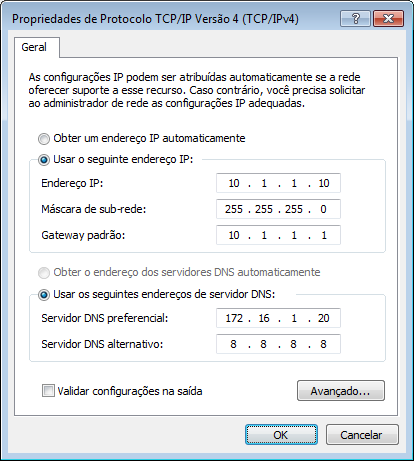 Propriedades de Protocolo TCP/IP Versão 4 (TCP/IPv4)
?
Geral
As configurações IP podem ser atribuídas automaticamente se a rede
oferecer suporte a esse recurso. Caso contrário, você precisa solicitar
ao administrador de rede as configurações IP adequadas.
Obter um endereço IP automaticamente
Usar o seguinte endereço IP:
Endereço IP: 10 . 1 . 1 . 10
Máscara de sub-rede: 255 . 255 . 255 . 0
Gateway padrão: 10 . 1 . 1 . 1
Obter o endereço dos servidores DNS automaticamente
Usar os seguintes endereços de servidor DNS:
Servidor DNS preferencial: 172 . 16 . 1 . 20
Servidor DNS alternativo: 8 . 8 . 8 . 8
Validar configurações na saída Avançado...
OK Cancelar